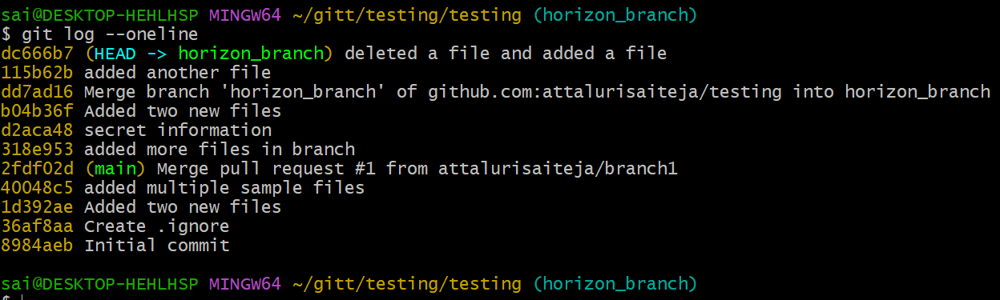 sai@DESKTOP-HEHLHSP MINGW64 ~/gitt/testing/testing (horizon_branch)
$ git log --oneline
dc666b7 (HEAD -> horizon_branch) deleted a file and added a file
115b62b added another file
dd7ad16 Merge branch 'horizon_branch' of github.com:attalurisaiteja/testing into horizon_branch
b04b36f Added two new files
d2aca48 secret information
318e953 added more files in branch
2fdf02d (main) Merge pull request #1 from attalurisaiteja/branch1
40048c5 added multiple sample files
1d392ae Added two new files
36af8aa Create .ignore
8984aeb Initial commit
sai@DESKTOP-HEHLHSP MINGW64 ~/gitt/testing/testing (horizon_branch)
$